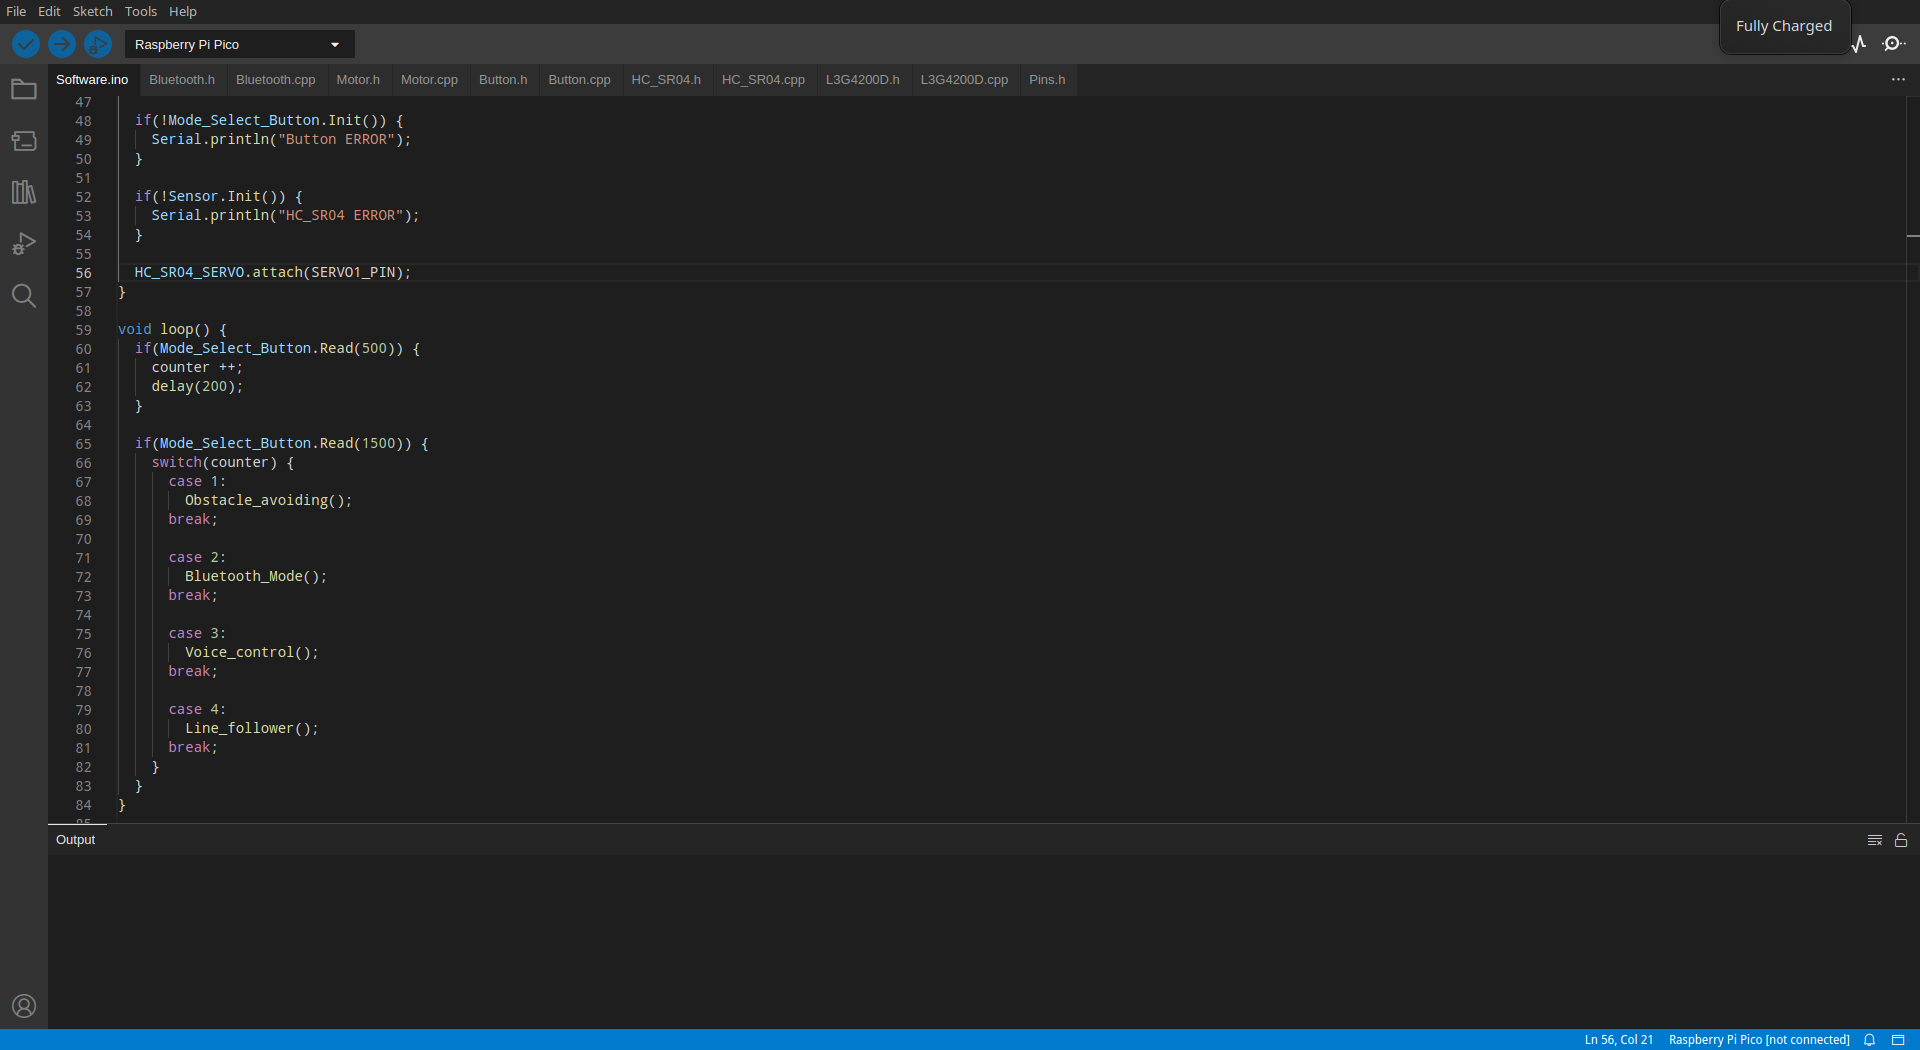 File Edit Sketch Tools Help
Fully Charged
Raspberry Pi Pico
Software.ino Bluetooth.h Bluetooth.cpp Motor.h Motor.cpp Button.h Button.cpp HC_SR04.h HC_SR04.cpp L3G4200D.h L3G4200D.cpp Pins.h
47
48 if(!Mode_Select_Button.Init()) {
49 Serial.println("Button ERROR");
50 }
51
52 if(!Sensor.Init()) {
53 Serial.println("HC_SR04 ERROR");
54 }
55
56 HC_SR04_SERVO.attach(SERVO1_PIN);
57 }
58
59 void loop() {
60 if(Mode_Select_Button.Read(500)) {
61 counter ++;
62 delay(200);
63 }
64
65 if(Mode_Select_Button.Read(1500)) {
66 switch(counter) {
67 case 1:
68 Obstacle_avoiding();
69 break;
70
71 case 2:
72 Bluetooth_Mode();
73 break;
74
75 case 3:
76 Voice_control();
77 break;
78
79 case 4:
80 Line_follower();
81 break;
82 }
83 }
84 }
85
Output
Ln 56, Col 21 Raspberry Pi Pico [not connected]